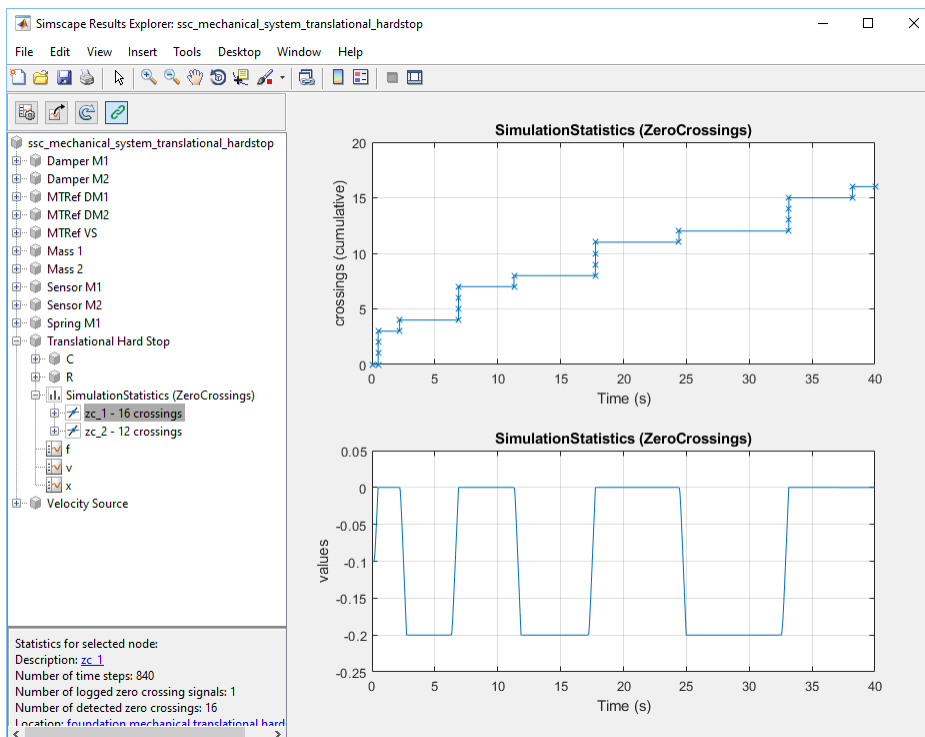 Simscape Results Explorer: ssc_mechanical_system_translational_hardstop
File Edit View Insert Tools Desktop Window Help
ssc_mechanical_system_translational_hardstop
Damper M1
Damper M2
MTRef DM1
MTRef DM2
MTRef VS
Mass 1
Mass 2
Sensor M1
Sensor M2
Spring M1
Translational Hard Stop
C
R
SimulationStatistics (ZeroCrossings)
zc_1 - 16 crossings
zc_2 - 12 crossings
f
v
x
Velocity Source
Statistics for selected node:
Description: zc_1
Number of time steps: 840
Number of logged zero crossing signals: 1
Number of detected zero crossings: 16
Location: foundation.mechanical.translational.hard
SimulationStatistics (ZeroCrossings)
crossings (cumulative)
20
15
10
5
0
0 5 10 15 20 25 30 35 40
Time (s)
SimulationStatistics (ZeroCrossings)
values
0.05
0
-0.05
-0.1
-0.15
-0.2
-0.25
0 5 10 15 20 25 30 35 40
Time (s)